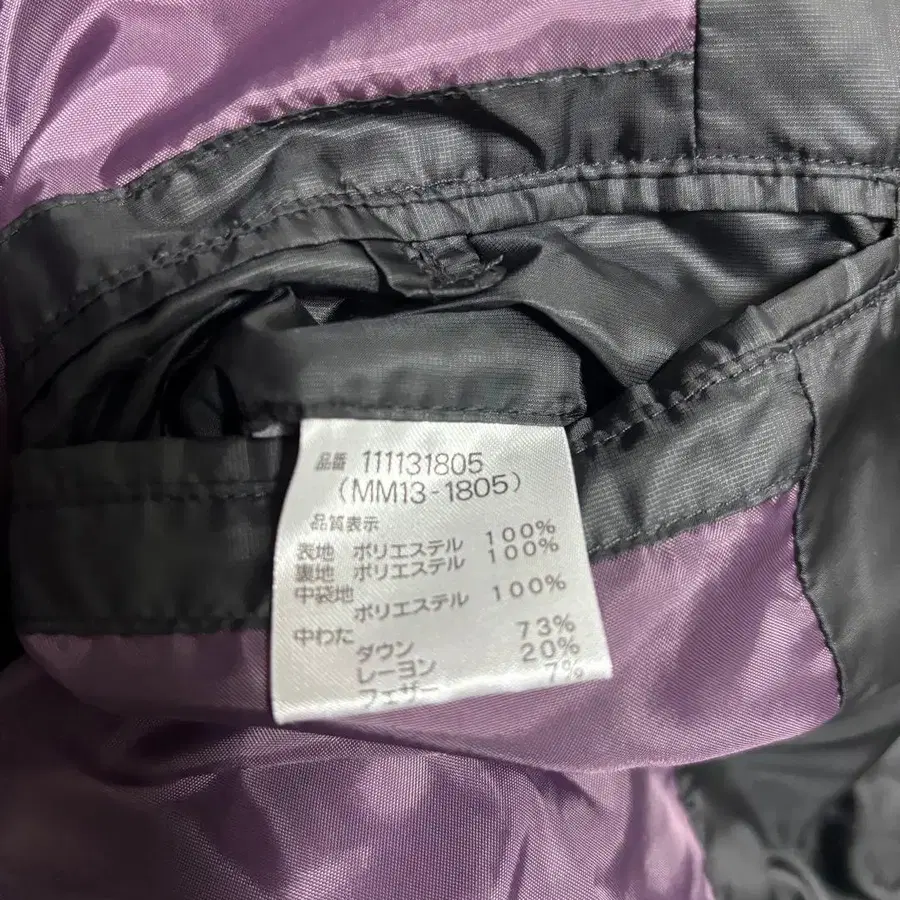 品番 111131805
(MM13-1805)
品質表示
表地 ポリエステル 100%
裏地 ポリエステル 100%
中袋地
ポリエステル 100%
中わた
ダウン 73%
レーヨン 20%
フェザー 7%